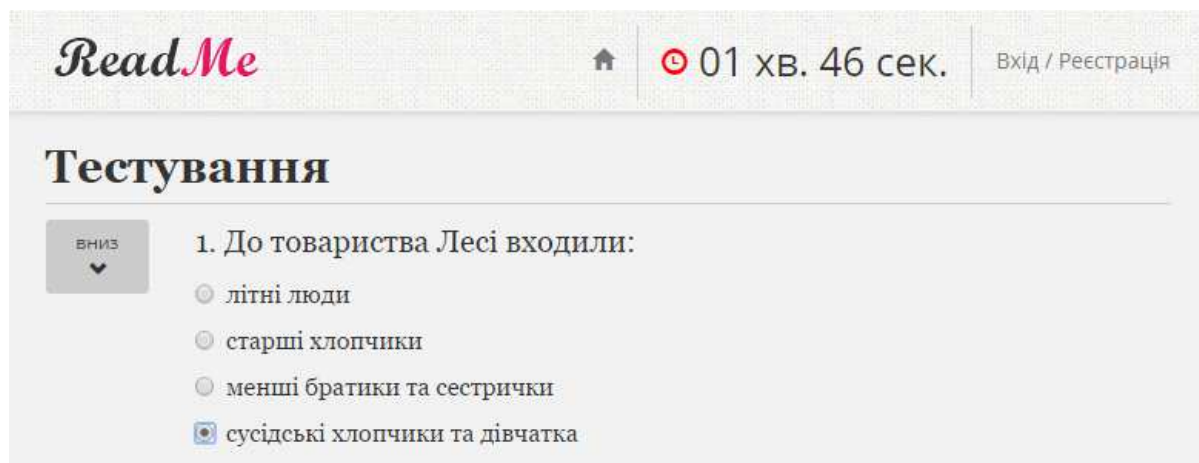 ReadMe
01 хв. 46 сек.
Вхід / Реєстрація
Тестування
вниз
1. До товариства Лесі входили:
літні люди
старші хлопчики
менші братики та сестрички
сусідські хлопчики та дівчатка